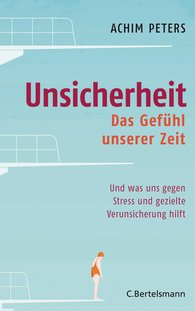 ACHIM PETERS
Unsicherheit
Das Gefühl
unserer Zeit
Und was uns gegen
Stress und gezielte
Verunsicherung hilft
C.Bertelsmann